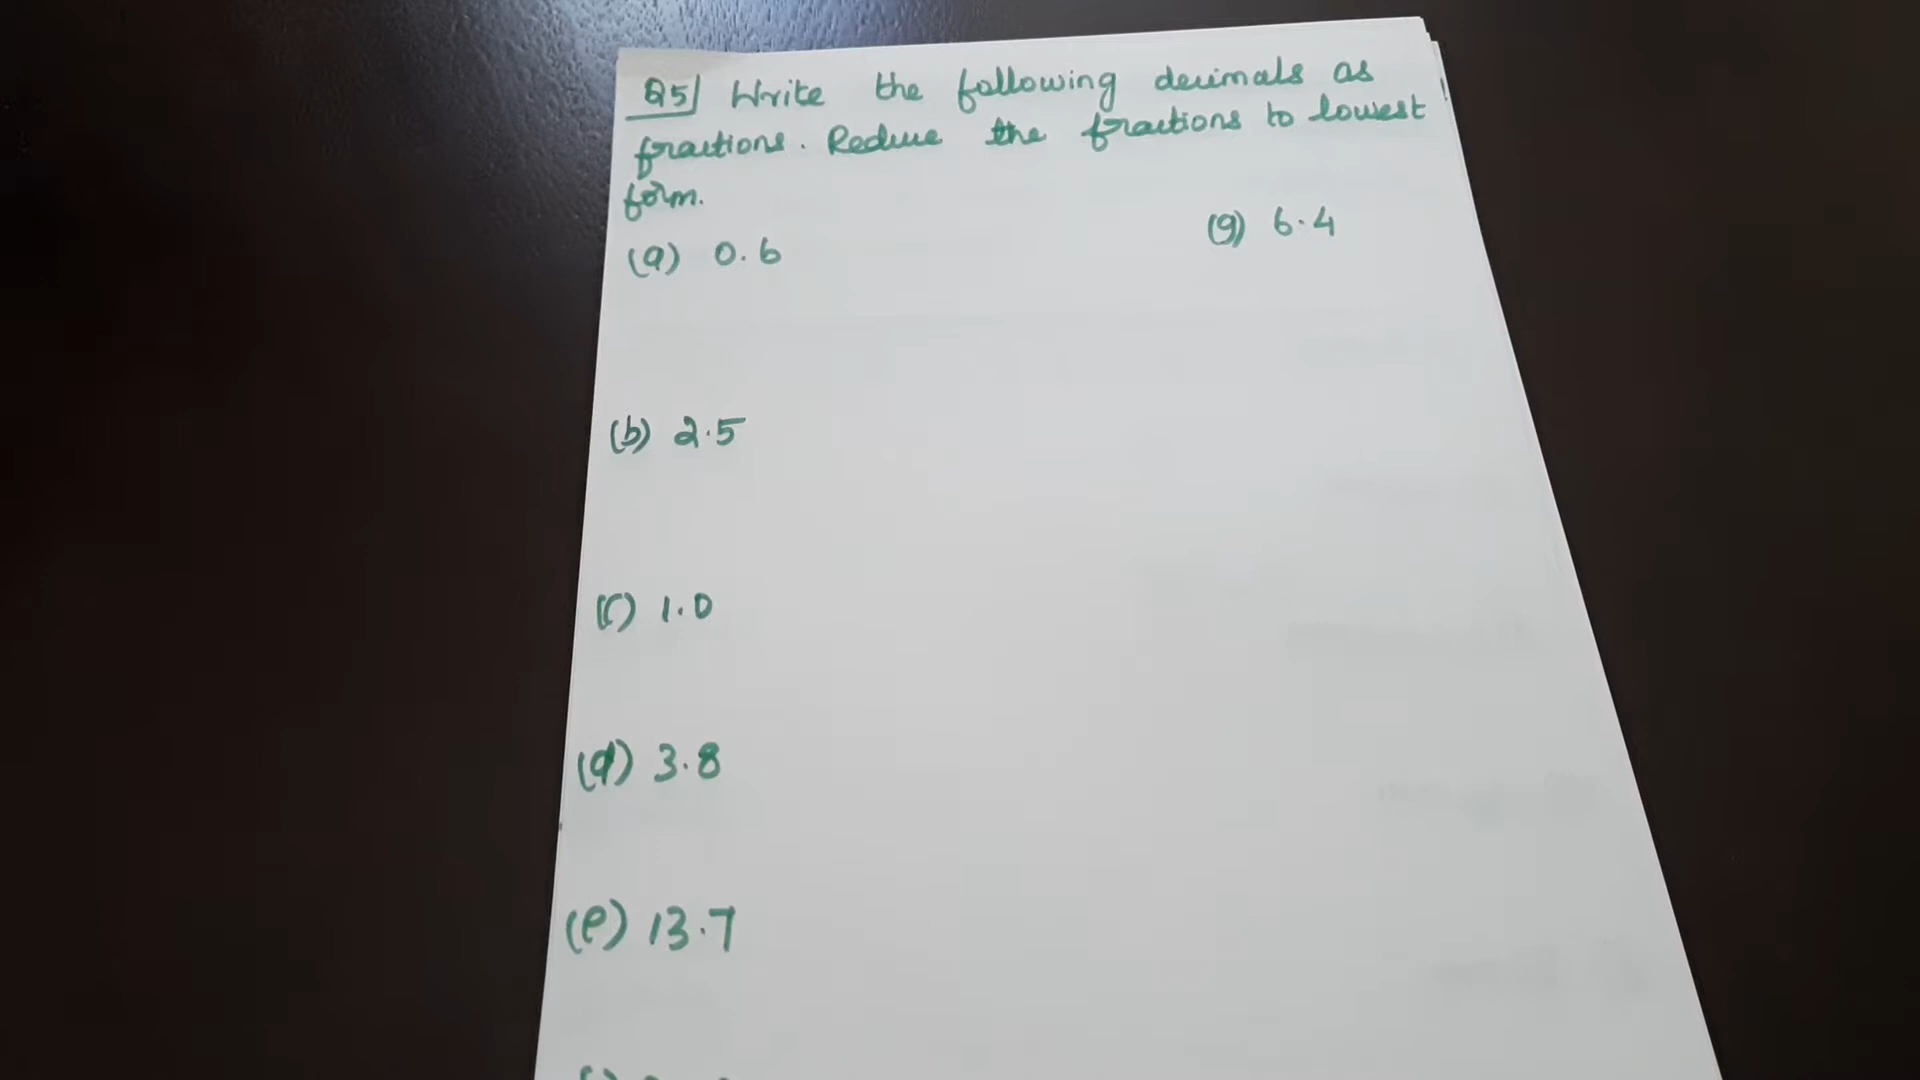 Q5] Write the following decimals as
fractions. Reduce the fractions to lowest
form.
(a) 0.6
(g) 6.4
(b) 2.5
(c) 1.0
(d) 3.8
(e) 13.7